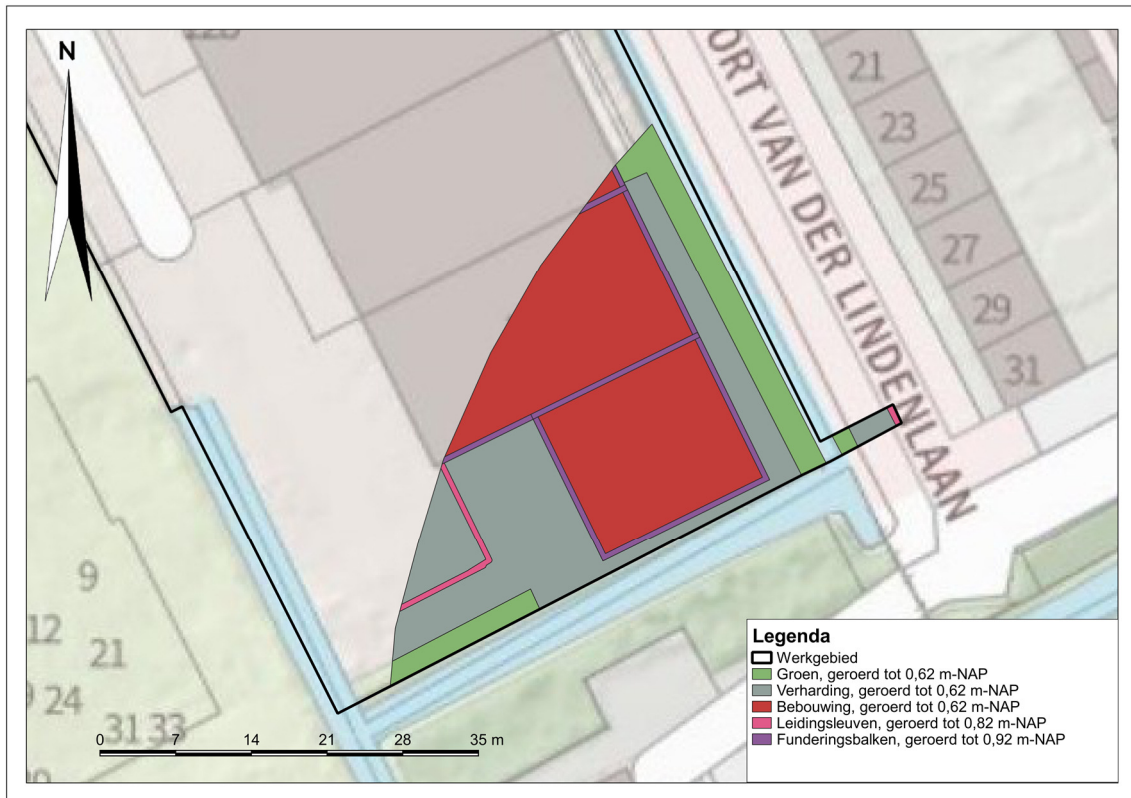 N
ORT VAN DER LINDENLAAN
21
23
25
27
29
31
9
12
21
24
31 33
0 7 14 21 28 35 m
Legenda
Werkgebied
Groen, geroerd tot 0,62 m-NAP
Verharding, geroerd tot 0,62 m-NAP
Bebouwing, geroerd tot 0,62 m-NAP
Leidingsleuven, geroerd tot 0,82 m-NAP
Funderingsbalken, geroerd tot 0,92 m-NAP